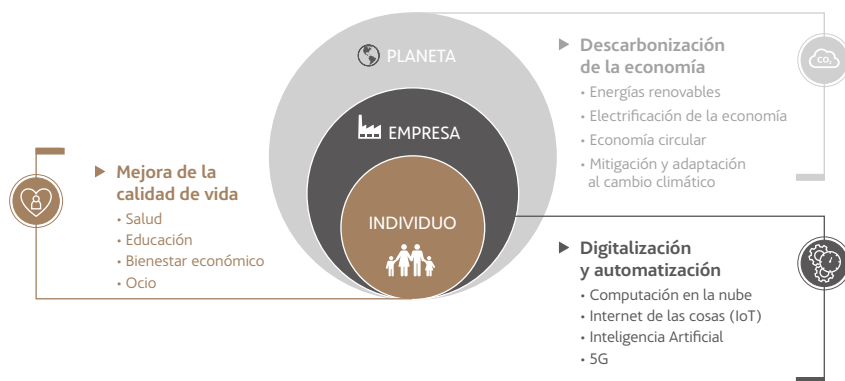 PLANETA
EMPRESA
INDIVIDUO
Mejora de la
calidad de vida
• Salud
• Educación
• Bienestar económico
• Ocio
Descarbonización
de la economía
• Energías renovables
• Electrificación de la economía
• Economía circular
• Mitigación y adaptación
al cambio climático
CO₂
Digitalización
y automatización
• Computación en la nube
• Internet de las cosas (IoT)
• Inteligencia Artificial
• 5G